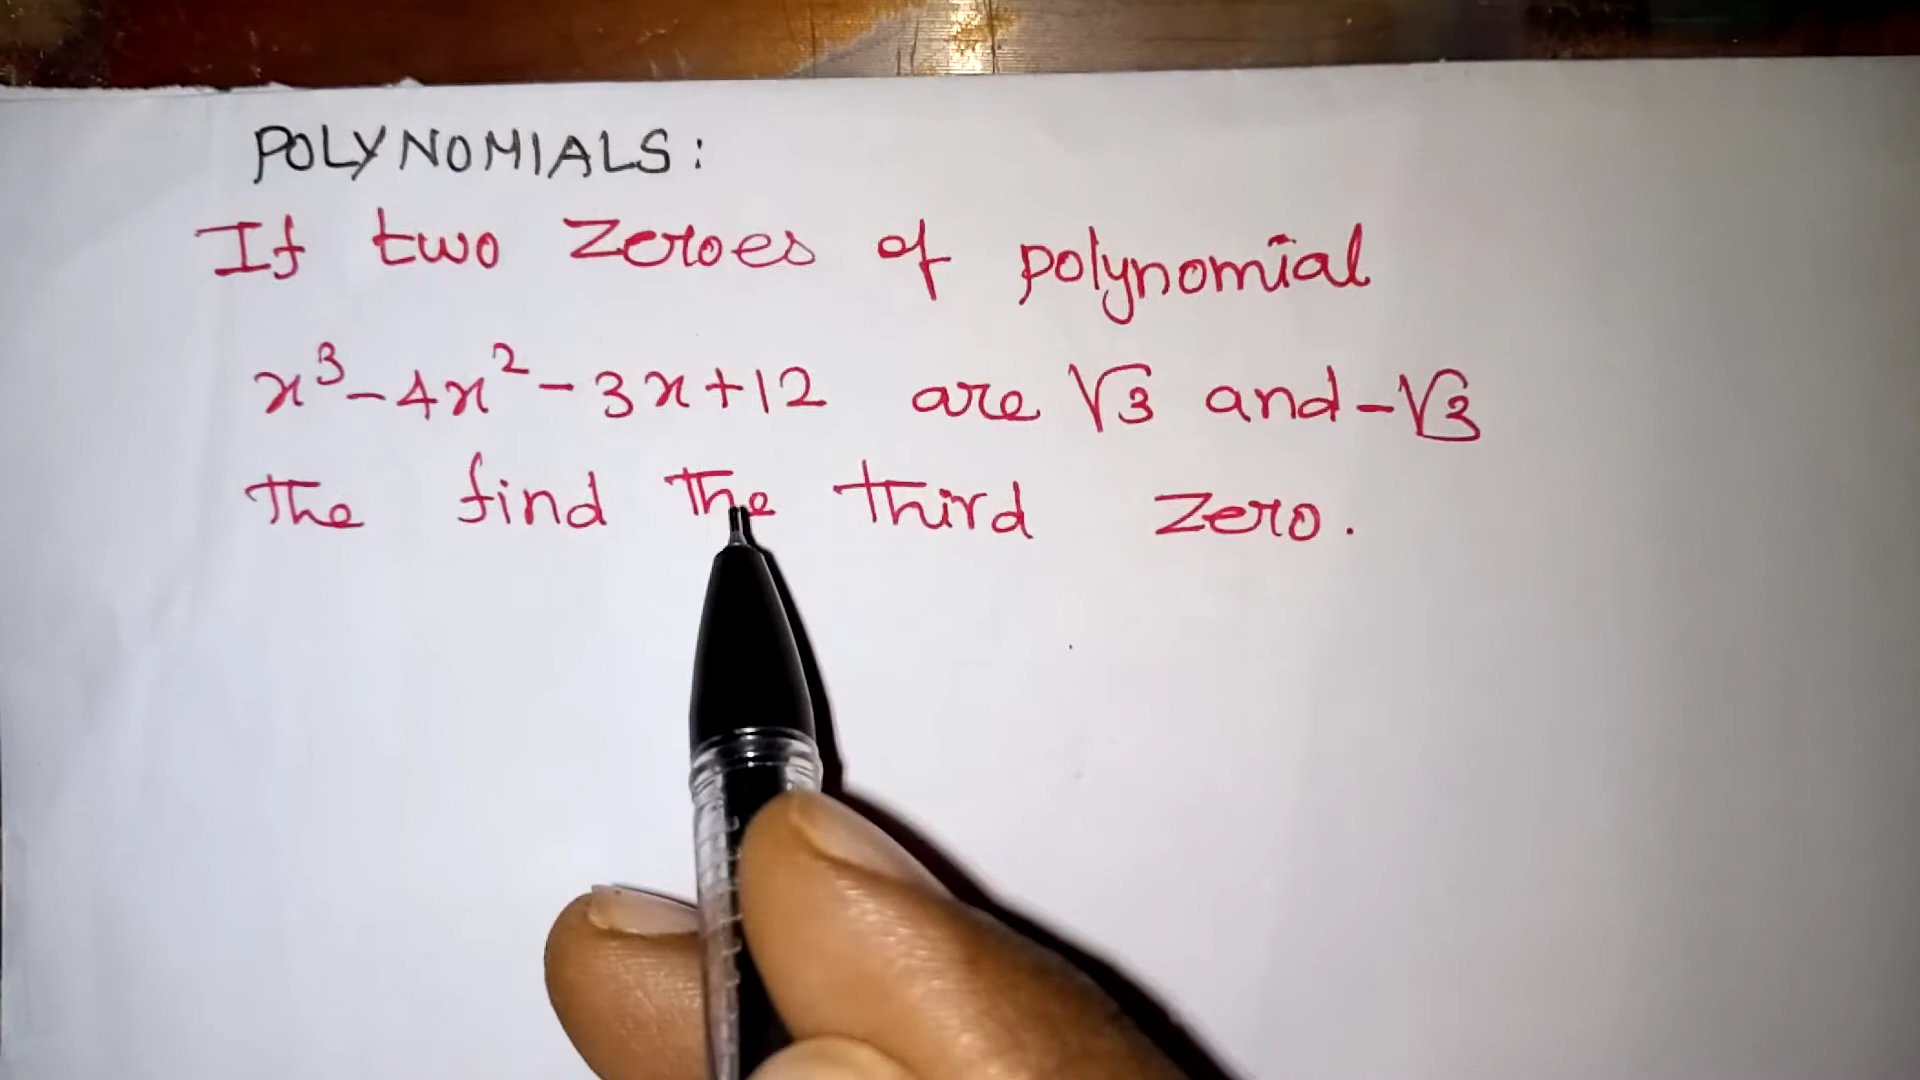 POLYNOMIALS:
If two zeroes of polynomial
x³-4x²-3x+12 are √3 and -√3
The find the third zero.